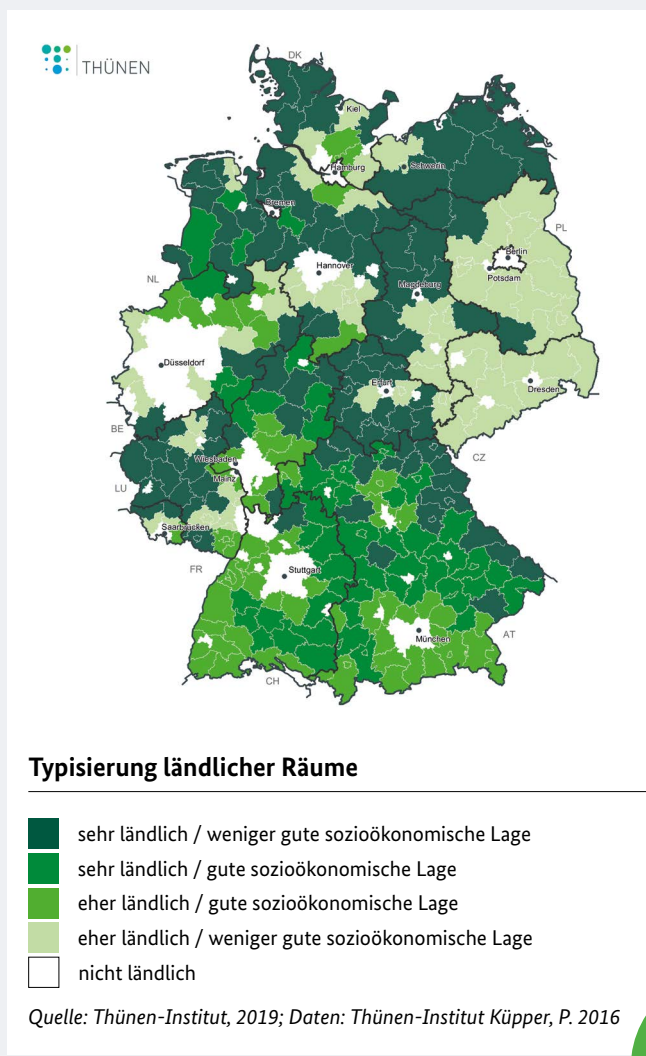 THÜNEN
DK
Kiel
Hamburg
Schwerin
Bremen
PL
Berlin
Hannover
Potsdam
NL
Magdeburg
Düsseldorf
Erfurt
Dresden
BE
CZ
Wiesbaden
LU
Mainz
Saarbrücken
FR
Stuttgart
München
AT
CH
Typisierung ländlicher Räume
sehr ländlich / weniger gute sozioökonomische Lage
sehr ländlich / gute sozioökonomische Lage
eher ländlich / gute sozioökonomische Lage
eher ländlich / weniger gute sozioökonomische Lage
nicht ländlich
Quelle: Thünen-Institut, 2019; Daten: Thünen-Institut Küpper, P. 2016